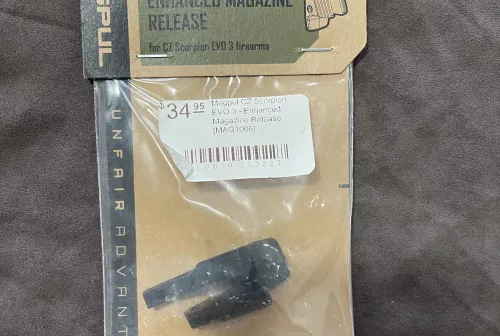 ENHANCED MAGAZINE
RELEASE
for CZ Scorpion EVO 3 firearms
GPUL
UNFAIR ADVANT
$34.95
Magpul CZ Scorpion
EVO 3 - Enhanced
Magazine Release
[MAG1006]